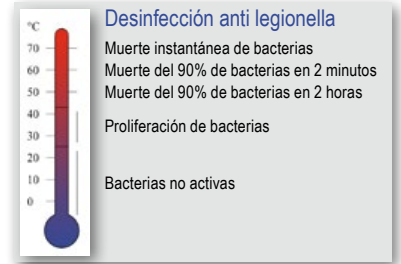 Desinfección anti legionella
°C
70 Muerte instantánea de bacterias
60 Muerte del 90% de bacterias en 2 minutos
50 Muerte del 90% de bacterias en 2 horas
40
Proliferación de bacterias
30
20
10 Bacterias no activas
0